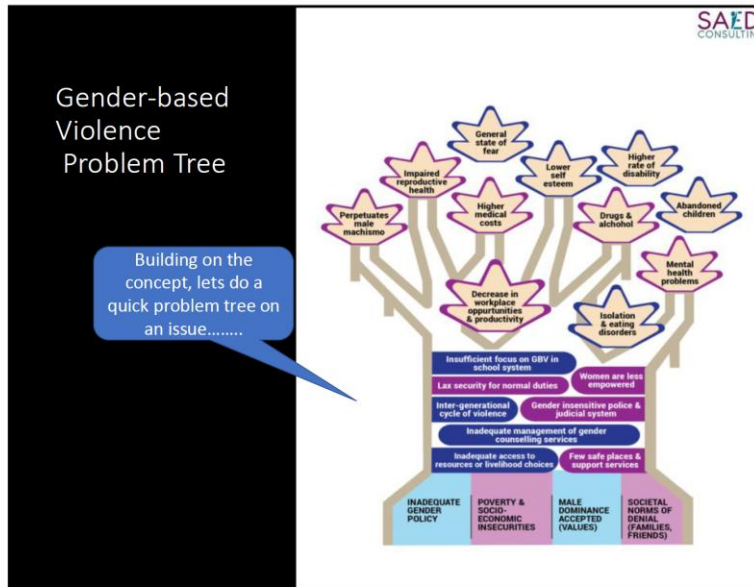 SAED
CONSULTIN
Gender-based
Violence
Problem Tree
Building on the
concept, lets do a
quick problem tree on
an issue........
General
state of
fear
Higher
rate of
disability
Impaired
reproductive
health
Lower
self
esteem
Perpetuates
male
machismo
Higher
medical
costs
Drugs &
alchohol
Abandoned
children
Mental
health
problems
Decrease in
workplace
oppurtunities
& productivity
Isolation
& eating
disorders
Insufficient focus on GBV in
school system
Lax security for normal duties
Women are less
empowered
Inter-generational
cycle of violence
Gender insensitive police &
judicial system
Inadequate management of gender
counselling services
Inadequate access to
resources or livelihood choices
Few safe places &
support services
INADEQUATE
GENDER
POLICY
POVERTY &
SOCIO-
ECONOMIC
INSECURITIES
MALE
DOMINANCE
ACCEPTED
(VALUES)
SOCIETAL
NORMS OF
DENIAL
(FAMILIES,
FRIENDS)